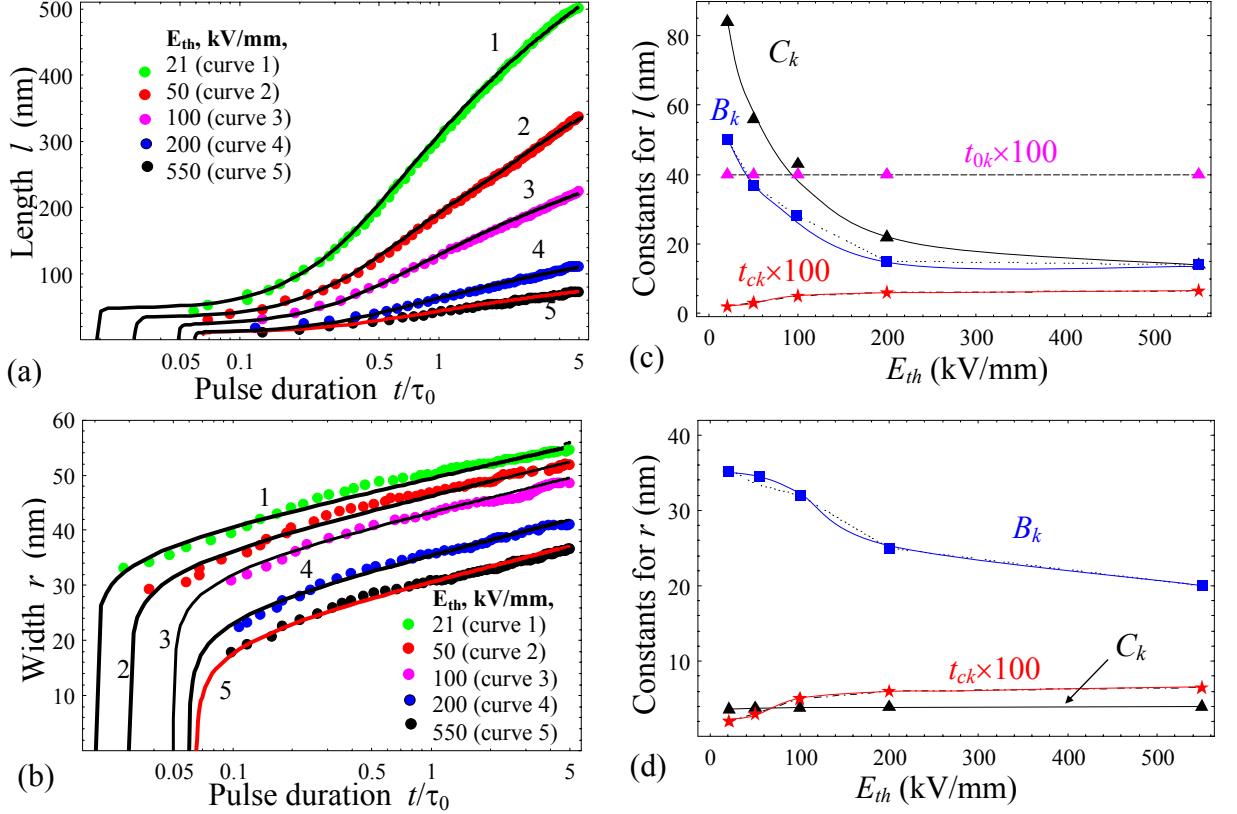 500
400
300
200
100
Length l (nm)
E_th, kV/mm,
21 (curve 1)
50 (curve 2)
100 (curve 3)
200 (curve 4)
550 (curve 5)
1
2
3
4
5
0.05
0.1
0.5
1
5
Pulse duration t/τ₀
(a)
80
60
40
20
0
Constants for l (nm)
C_k
B_k
t_0k×100
t_ck×100
0
100
200
300
400
500
E_th (kV/mm)
(c)
60
50
40
30
20
10
Width r (nm)
1
2
3
4
5
E_th, kV/mm,
21 (curve 1)
50 (curve 2)
100 (curve 3)
200 (curve 4)
550 (curve 5)
0.05
0.1
0.5
1
5
Pulse duration t/τ₀
(b)
40
30
20
10
Constants for r (nm)
B_k
C_k
t_ck×100
0
100
200
300
400
500
E_th (kV/mm)
(d)